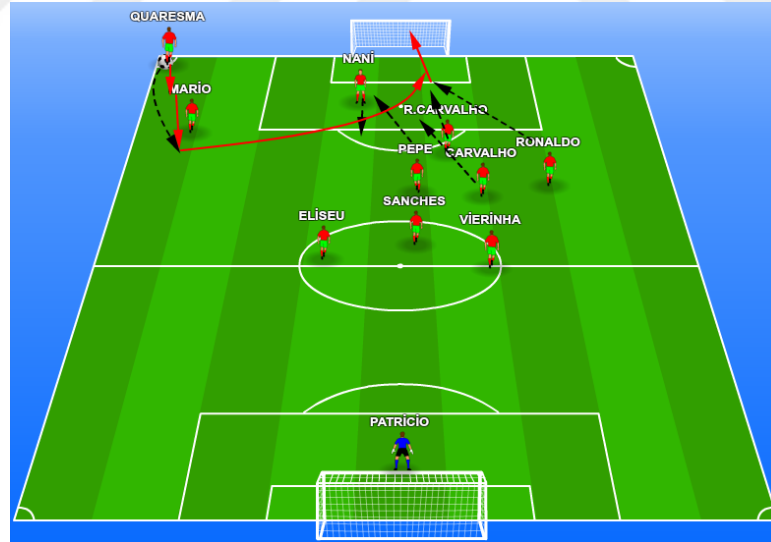 QUARESMA
NANİ
MARİO
R.CARVALHO
RONALDO
PEPE
CARVALHO
SANCHES
ELİSEU
VİERİNHA
PATRİCİO